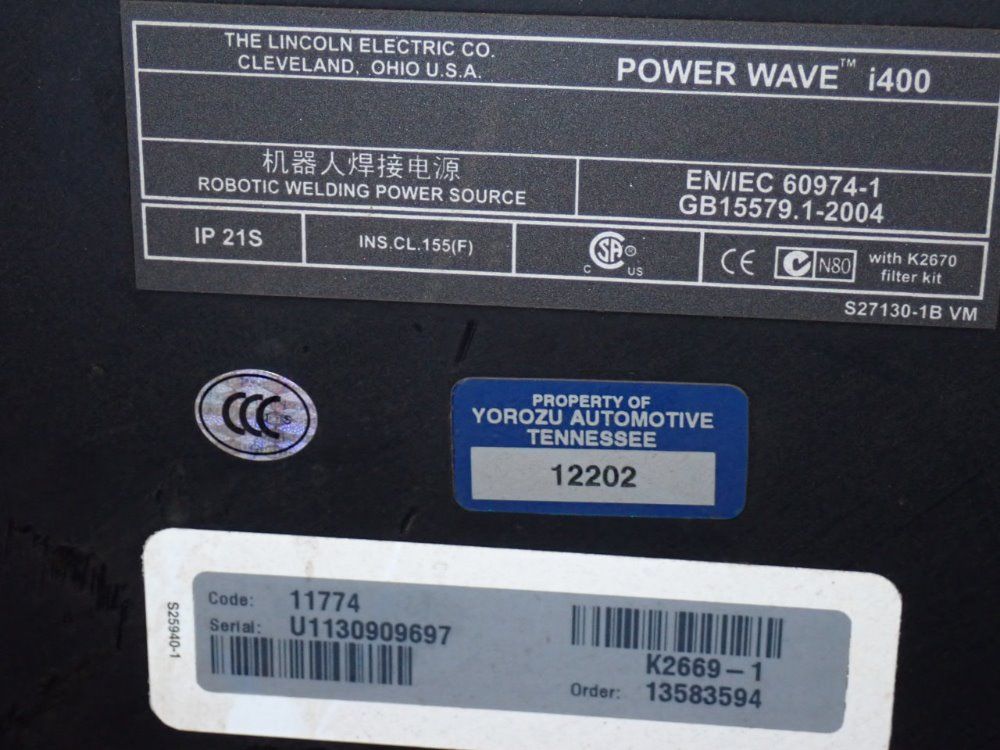 THE LINCOLN ELECTRIC CO.
CLEVELAND, OHIO U.S.A.
POWER WAVE™ i400
机器人焊接电源
ROBOTIC WELDING POWER SOURCE
EN/IEC 60974-1
GB15579.1-2004
IP 21S
INS.CL.155(F)
C SA ® US
CE
N80
with K2670
filter kit
S27130-1B VM
CCC S
PROPERTY OF
YOROZU AUTOMOTIVE
TENNESSEE
12202
S25940-1
Code: 11774
Serial: U1130909697
K2669-1
Order: 13583594